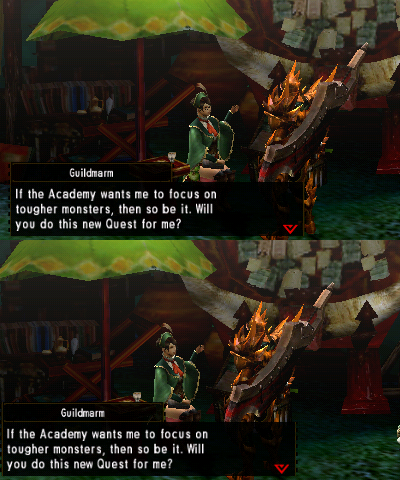 Guildmarm
If the Academy wants me to focus on
tougher monsters, then so be it. Will
you do this new Quest for me?
Guildmarm
If the Academy wants me to focus on
tougher monsters, then so be it. Will
you do this new Quest for me?